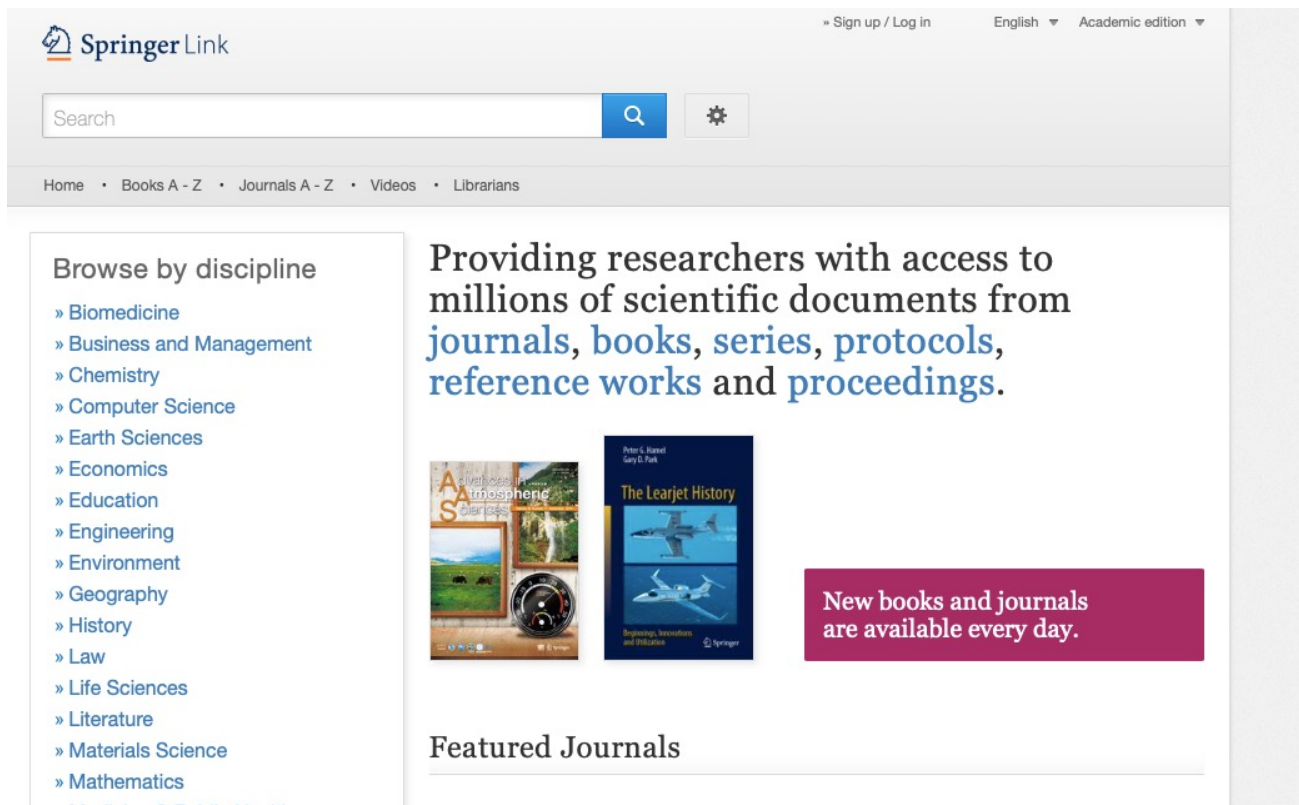 » Sign up / Log in English Academic edition
Springer Link
Search
Home • Books A - Z • Journals A - Z • Videos • Librarians
Browse by discipline
» Biomedicine
» Business and Management
» Chemistry
» Computer Science
» Earth Sciences
» Economics
» Education
» Engineering
» Environment
» Geography
» History
» Law
» Life Sciences
» Literature
» Materials Science
» Mathematics
Providing researchers with access to
millions of scientific documents from
journals, books, series, protocols,
reference works and proceedings.
Advances in
Atmospheric
Sciences
Peter G. Hamel
Gary D. Park
The Learjet History
Beginnings, Innovations
and Utilization
Springer
New books and journals
are available every day.
Featured Journals